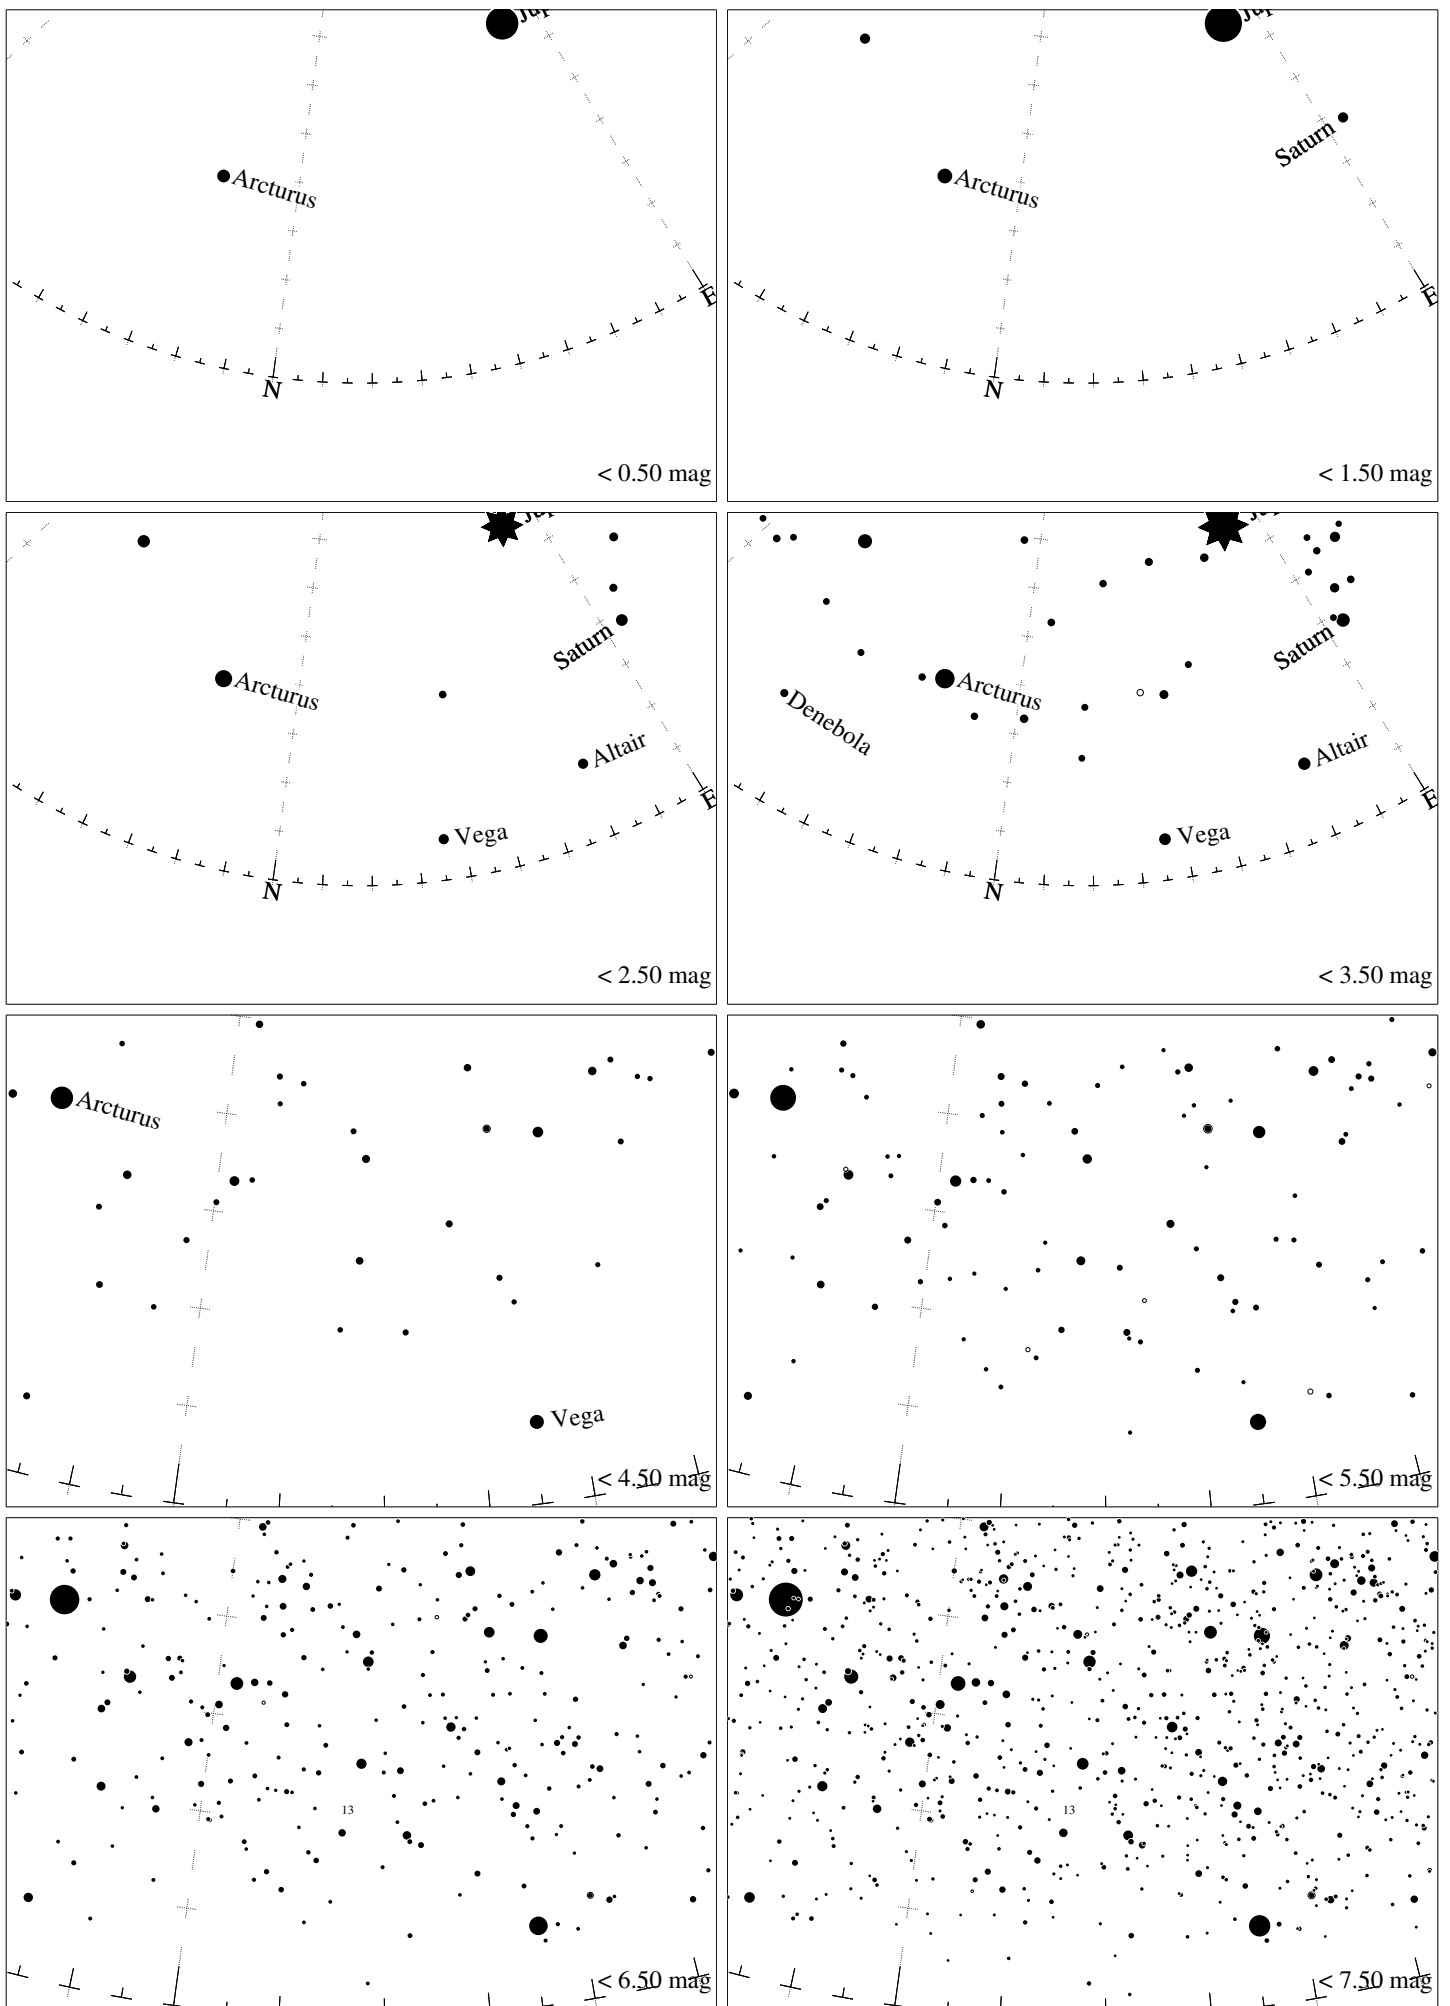 Arcturus
N
E
< 0.50 mag
Saturn
Arcturus
N
E
< 1.50 mag
Saturn
Arcturus
Altair
Vega
N
E
< 2.50 mag
Saturn
Arcturus
Denebola
Altair
Vega
N
E
< 3.50 mag
Arcturus
Vega
< 4.50 mag
< 5.50 mag
13
< 6.50 mag
13
< 7.50 mag